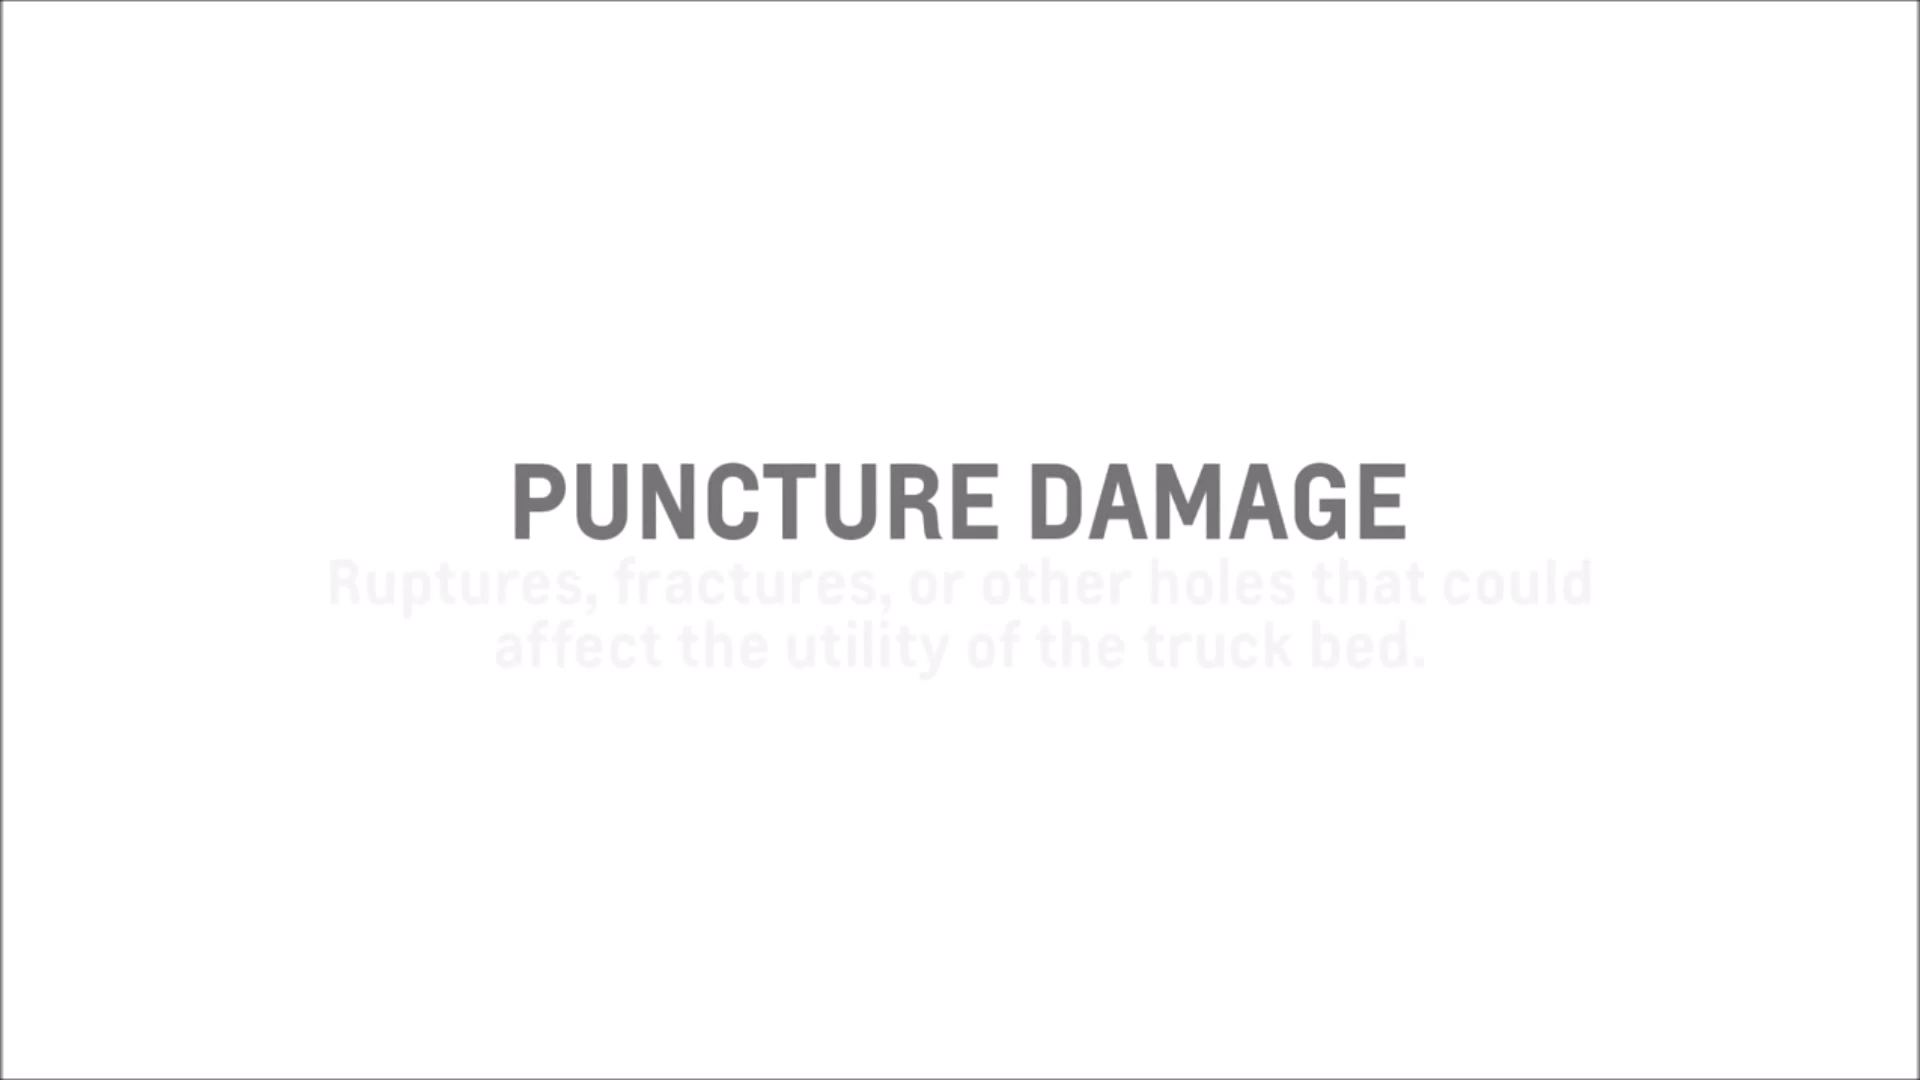 PUNCTURE DAMAGE
Ruptures, fractures, or other holes that could
affect the utility of the truck bed.